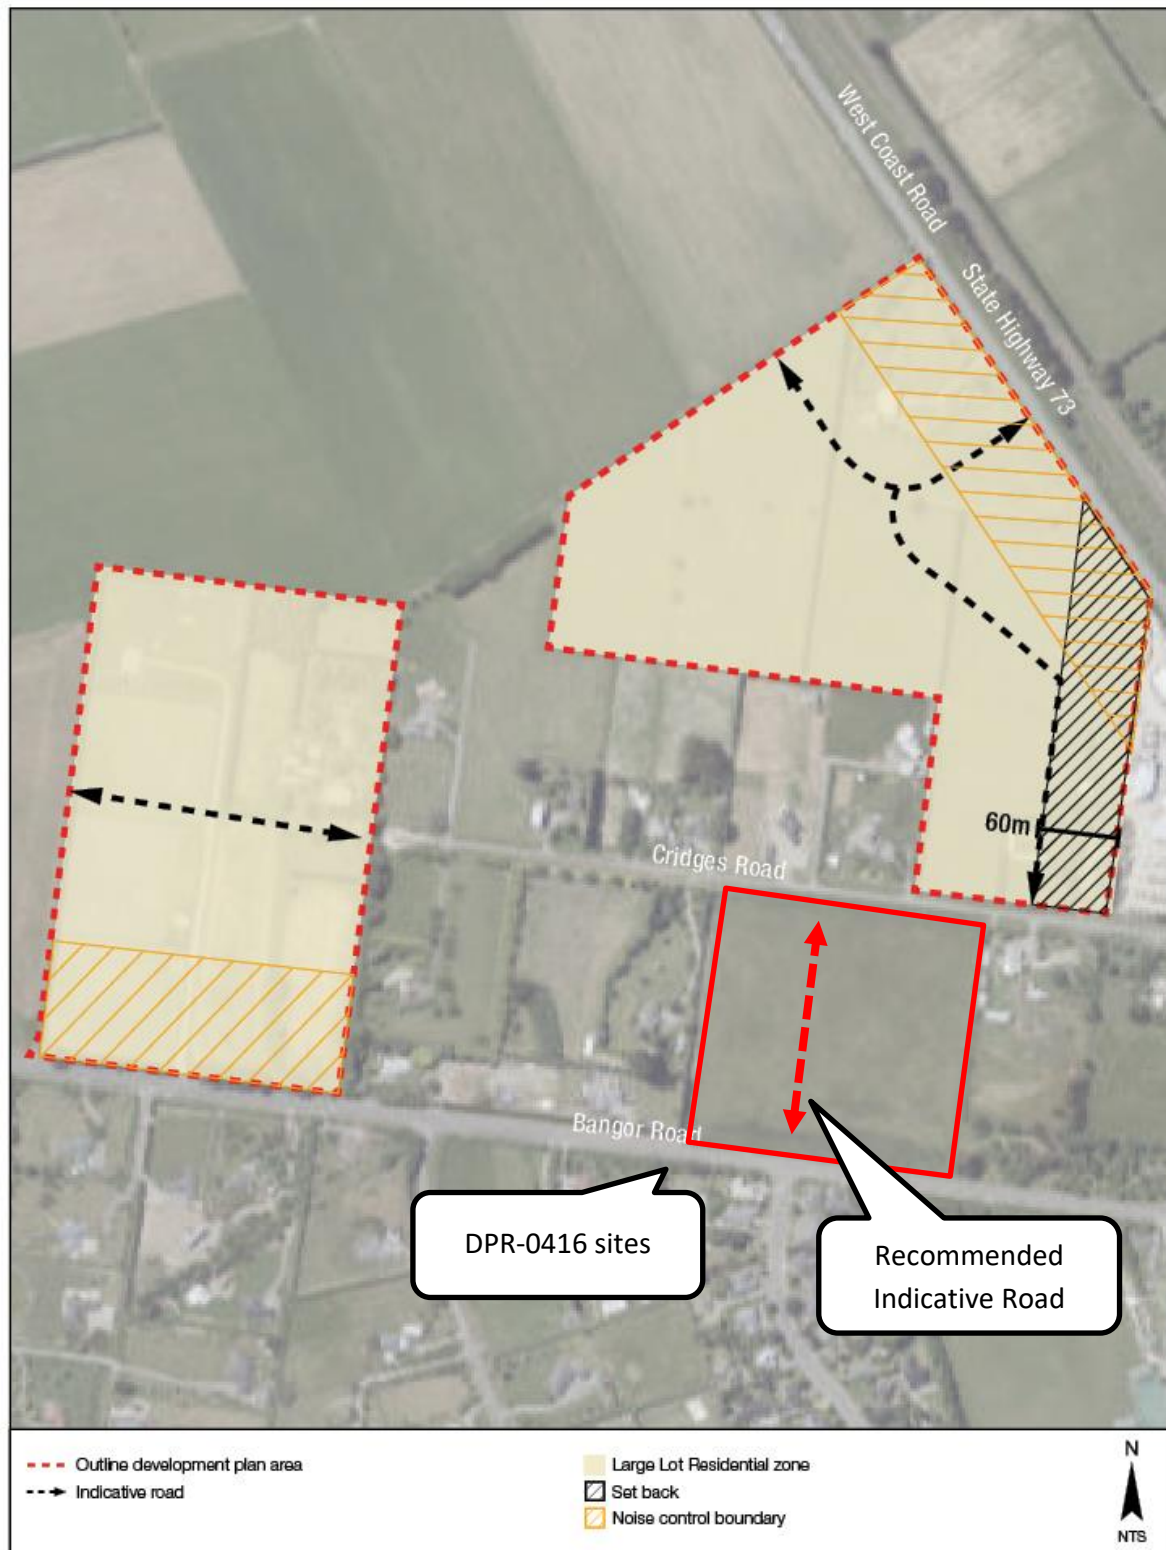 West Coast Road
State Highway 73
60m
Cridges Road
Bangor Road
DPR-0416 sites
Recommended
Indicative Road
Outline development plan area
Indicative road
Large Lot Residential zone
Set back
Noise control boundary
N
NTS